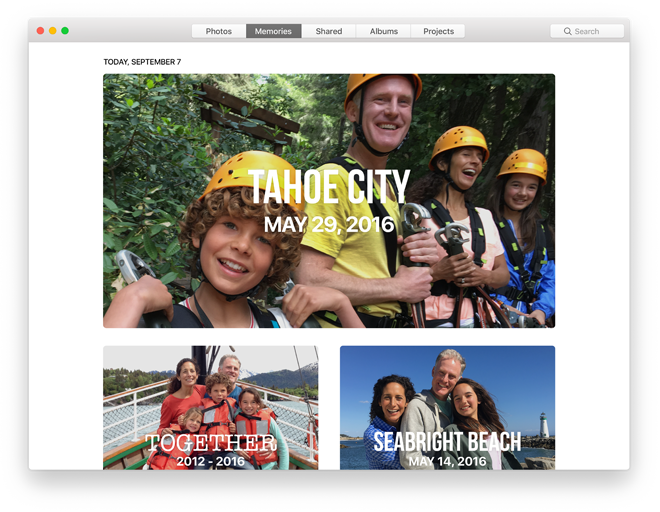 Photos Memories Shared Albums Projects Search
TODAY, SEPTEMBER 7
TAHOE CITY
MAY 29, 2016
TOGETHER
2012 - 2016
SEABRIGHT BEACH
MAY 14, 2016